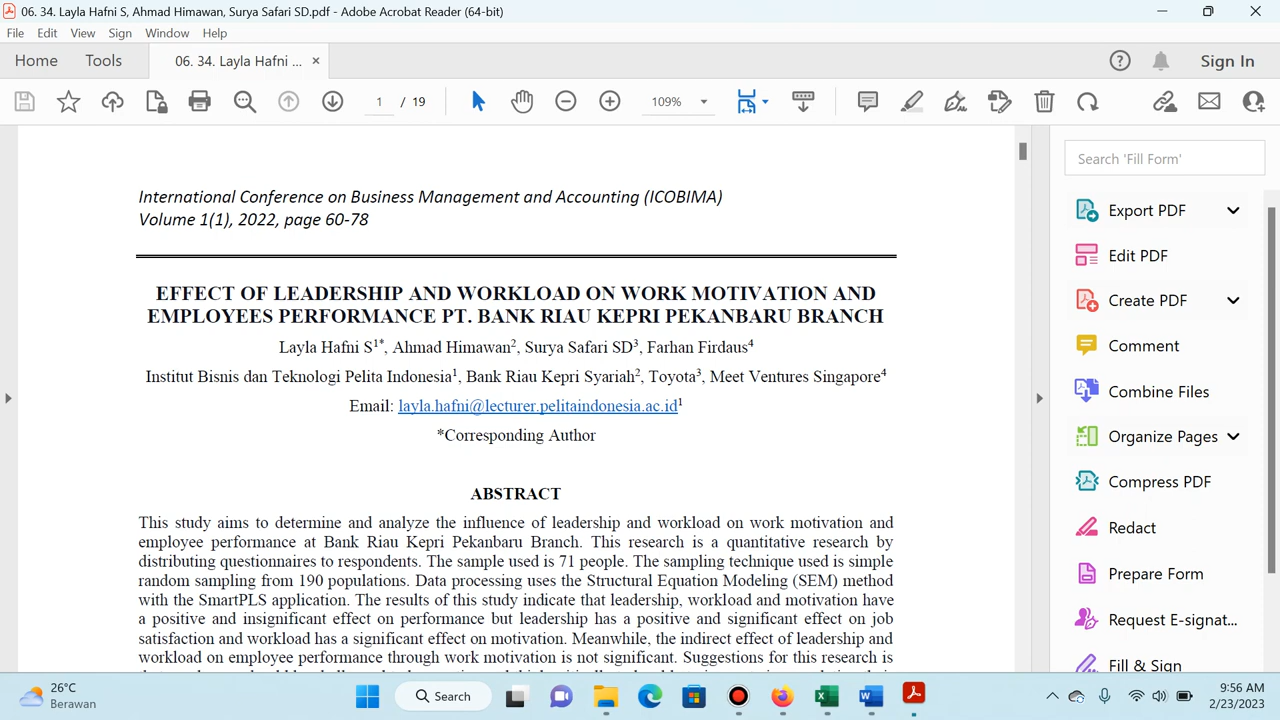 06. 34. Layla Hafni S, Ahmad Himawan, Surya Safari SD.pdf - Adobe Acrobat Reader (64-bit)
File Edit View Sign Window Help
Home Tools 06. 34. Layla Hafni ... × Sign In
1 / 19 109%
International Conference on Business Management and Accounting (ICOBIMA)
Volume 1(1), 2022, page 60-78
EFFECT OF LEADERSHIP AND WORKLOAD ON WORK MOTIVATION AND
EMPLOYEES PERFORMANCE PT. BANK RIAU KEPRI PEKANBARU BRANCH
Layla Hafni S1*, Ahmad Himawan2, Surya Safari SD3, Farhan Firdaus4
Institut Bisnis dan Teknologi Pelita Indonesia1, Bank Riau Kepri Syariah2, Toyota3, Meet Ventures Singapore4
Email: layla.hafni@lecturer.pelitaindonesia.ac.id1
*Corresponding Author
ABSTRACT
This study aims to determine and analyze the influence of leadership and workload on work motivation and
employee performance at Bank Riau Kepri Pekanbaru Branch. This research is a quantitative research by
distributing questionnaires to respondents. The sample used is 71 people. The sampling technique used is simple
random sampling from 190 populations. Data processing uses the Structural Equation Modeling (SEM) method
with the SmartPLS application. The results of this study indicate that leadership, workload and motivation have
a positive and insignificant effect on performance but leadership has a positive and significant effect on job
satisfaction and workload has a significant effect on motivation. Meanwhile, the indirect effect of leadership and
workload on employee performance through work motivation is not significant. Suggestions for this research is
Search 'Fill Form'
Export PDF
Edit PDF
Create PDF
Comment
Combine Files
Organize Pages
Compress PDF
Redact
Prepare Form
Request E-signat...
Fill & Sign
26°C
Berawan
Search
9:56 AM
2/23/2023